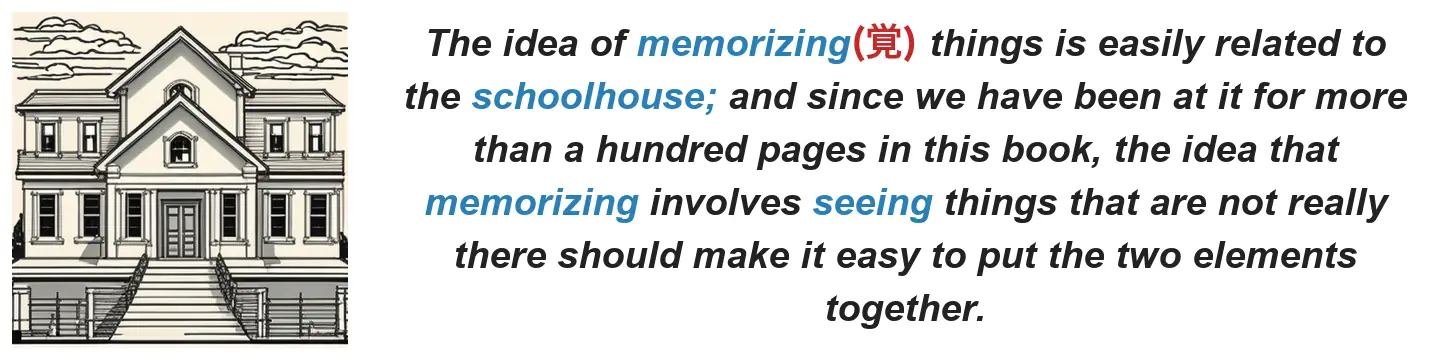 The idea of memorizing(覚) things is easily related to
the schoolhouse; and since we have been at it for more
than a hundred pages in this book, the idea that
memorizing involves seeing things that are not really
there should make it easy to put the two elements
together.